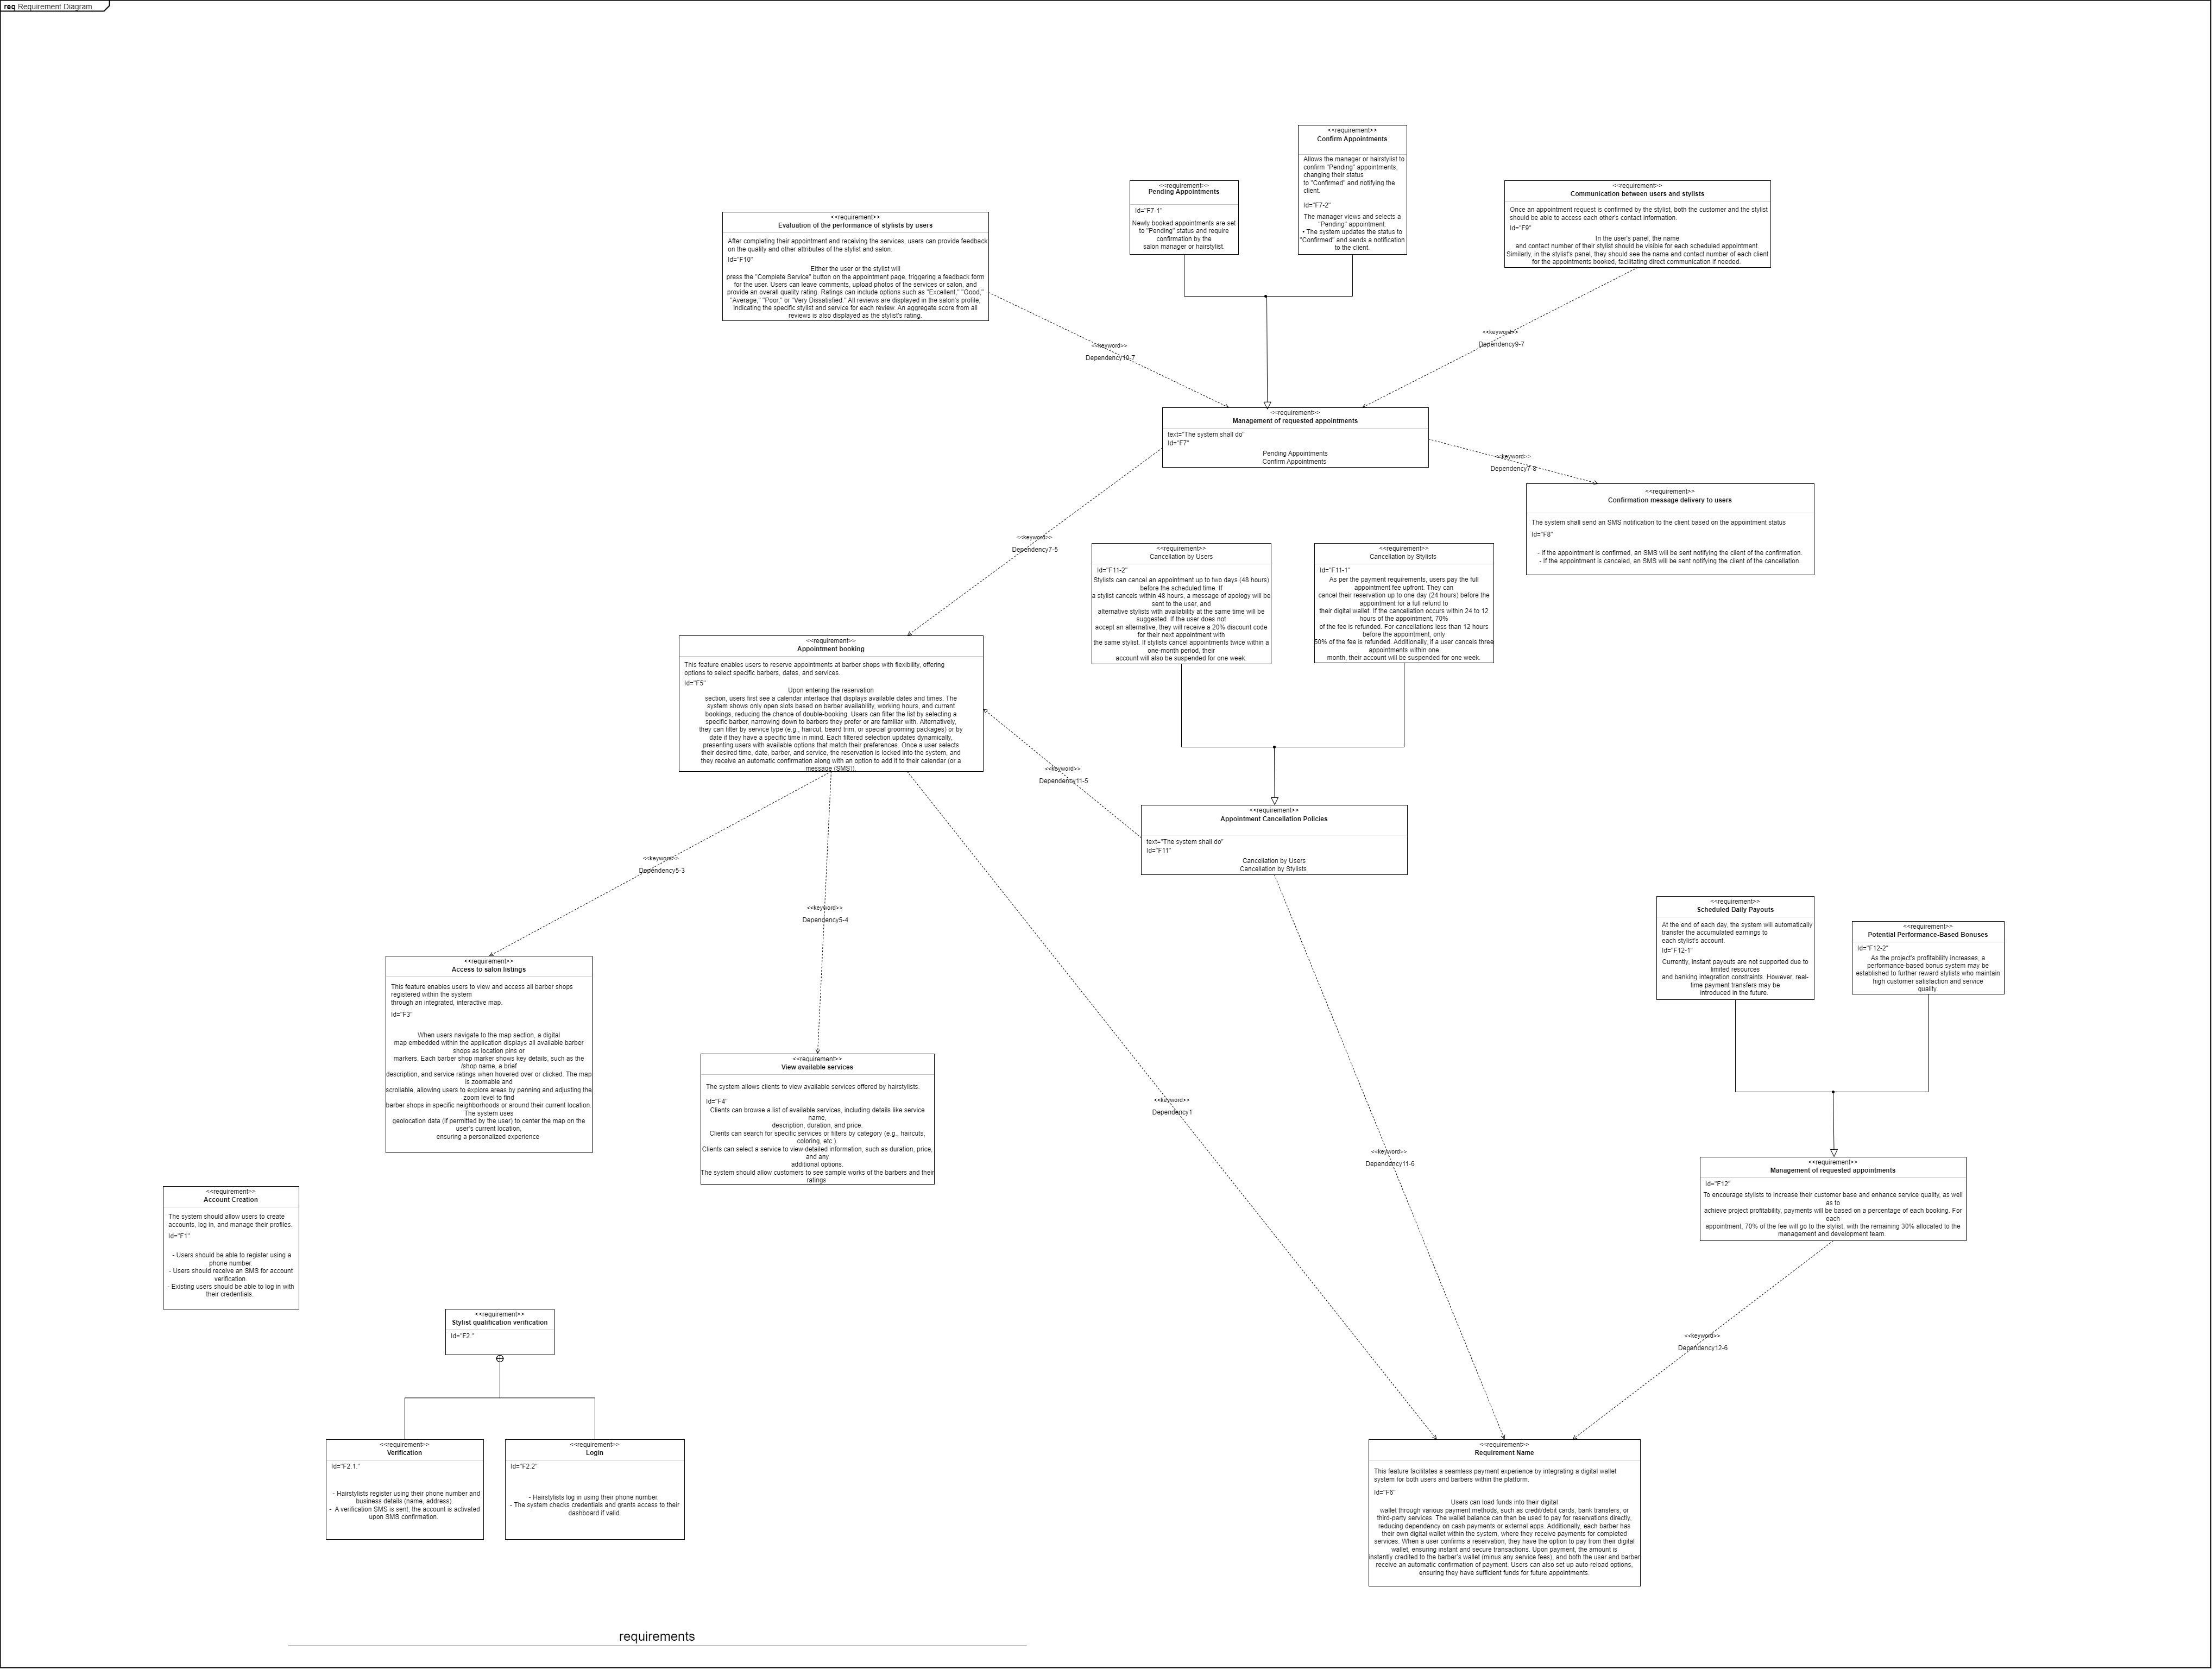 req Requirement Diagram
<<requirement>>
Confirm Appointments
Allows the manager or hairstylist to
confirm "Pending" appointments,
changing their status
to "Confirmed" and notifying the
client.
Id="F7-2"
The manager views and selects a
"Pending" appointment.
• The system updates the status to
"Confirmed" and sends a notification
to the client.
<<requirement>>
Pending Appointments
Id="F7-1"
Newly booked appointments are set
to "Pending" status and require
confirmation by the
salon manager or hairstylist.
<<requirement>>
Communication between users and stylists
Once an appointment request is confirmed by the stylist, both the customer and the stylist
should be able to access each other's contact information.
Id="F9"
In the user's panel, the name
and contact number of their stylist should be visible for each scheduled appointment.
Similarly, in the stylist's panel, they should see the name and contact number of each client
for the appointments booked, facilitating direct communication if needed.
<<requirement>>
Evaluation of the performance of stylists by users
After completing their appointment and receiving the services, users can provide feedback
on the quality and other attributes of the stylist and salon.
Id="F10"
Either the user or the stylist will
press the "Complete Service" button on the appointment page, triggering a feedback form
for the user. Users can leave comments, upload photos of the services or salon, and
provide an overall quality rating. Ratings can include options such as "Excellent," "Good,"
"Average," "Poor," or "Very Dissatisfied." All reviews are displayed in the salon's profile,
indicating the specific stylist and service for each review. An aggregate score from all
reviews is also displayed as the stylist's rating.
<<keyword>>
Dependency10-7
<<keyword>>
Dependency9-7
<<requirement>>
Management of requested appointments
text="The system shall do"
Id="F7"
Pending Appointments
Confirm Appointments
<<keyword>>
Dependency7-8
<<requirement>>
Confirmation message delivery to users
The system shall send an SMS notification to the client based on the appointment status
Id="F8"
- If the appointment is confirmed, an SMS will be sent notifying the client of the confirmation.
- If the appointment is canceled, an SMS will be sent notifying the client of the cancellation.
<<keyword>>
Dependency7-5
<<requirement>>
Cancellation by Users
Id="F11-2"
Stylists can cancel an appointment up to two days (48 hours)
before the scheduled time. If
a stylist cancels within 48 hours, a message of apology will be
sent to the user, and
alternative stylists with availability at the same time will be
suggested. If the user does not
accept an alternative, they will receive a 20% discount code
for their next appointment with
the same stylist. If stylists cancel appointments twice within a
one-month period, their
account will also be suspended for one week.
<<requirement>>
Cancellation by Stylists
Id="F11-1"
As per the payment requirements, users pay the full
appointment fee upfront. They can
cancel their reservation up to one day (24 hours) before the
appointment for a full refund to
their digital wallet. If the cancellation occurs within 24 to 12
hours of the appointment, 70%
of the fee is refunded. For cancellations less than 12 hours
before the appointment, only
50% of the fee is refunded. Additionally, if a user cancels three
appointments within one
month, their account will be suspended for one week.
<<requirement>>
Appointment booking
This feature enables users to reserve appointments at barber shops with flexibility, offering
options to select specific barbers, dates, and services.
Id="F5"
Upon entering the reservation
section, users first see a calendar interface that displays available dates and times. The
system shows only open slots based on barber availability, working hours, and current
bookings, reducing the chance of double-booking. Users can filter the list by selecting a
specific barber, narrowing down to barbers they prefer or are familiar with. Alternatively,
they can filter by service type (e.g., haircut, beard trim, or special grooming packages) or by
date if they have a specific time in mind. Each filtered selection updates dynamically,
presenting users with available options that match their preferences. Once a user selects
their desired time, date, barber, and service, the reservation is locked into the system, and
they receive an automatic confirmation along with an option to add it to their calendar (or a
message (SMS)).
<<keyword>>
Dependency11-5
<<requirement>>
Appointment Cancellation Policies
text="The system shall do"
Id="F11"
Cancellation by Users
Cancellation by Stylists
<<keyword>>
Dependency5-3
<<keyword>>
Dependency5-4
<<requirement>>
Scheduled Daily Payouts
At the end of each day, the system will automatically
transfer the accumulated earnings to
each stylist's account.
Id="F12-1"
Currently, instant payouts are not supported due to
limited resources
and banking integration constraints. However, real-
time payment transfers may be
introduced in the future.
<<requirement>>
Potential Performance-Based Bonuses
Id="F12-2"
As the project's profitability increases, a
performance-based bonus system may be
established to further reward stylists who maintain
high customer satisfaction and service
quality.
<<requirement>>
Access to salon listings
This feature enables users to view and access all barber shops
registered within the system
through an integrated, interactive map.
Id="F3"
When users navigate to the map section, a digital
map embedded within the application displays all available barber
shops as location pins or
markers. Each barber shop marker shows key details, such as the
/shop name, a brief
description, and service ratings when hovered over or clicked. The map
is zoomable and
scrollable, allowing users to explore areas by panning and adjusting the
zoom level to find
barber shops in specific neighborhoods or around their current location.
The system uses
geolocation data (if permitted by the user) to center the map on the
user's current location,
ensuring a personalized experience
<<requirement>>
View available services
The system allows clients to view available services offered by hairstylists.
Id="F4"
Clients can browse a list of available services, including details like service
name,
description, duration, and price.
Clients can search for specific services or filters by category (e.g., haircuts,
coloring, etc.).
Clients can select a service to view detailed information, such as duration, price,
and any
additional options.
The system should allow customers to see sample works of the barbers and their
ratings
<<keyword>>
Dependency1
<<keyword>>
Dependency11-6
<<requirement>>
Management of requested appointments
Id="F12"
To encourage stylists to increase their customer base and enhance service quality, as well
as to
achieve project profitability, payments will be based on a percentage of each booking. For
each
appointment, 70% of the fee will go to the stylist, with the remaining 30% allocated to the
management and development team.
<<requirement>>
Account Creation
The system should allow users to create
accounts, log in, and manage their profiles.
Id="F1"
- Users should be able to register using a
phone number.
- Users should receive an SMS for account
verification.
- Existing users should be able to log in with
their credentials.
<<requirement>>
Stylist qualification verification
Id="F2."
<<keyword>>
Dependency12-6
<<requirement>>
Verification
Id="F2.1."
- Hairstylists register using their phone number and
business details (name, address).
- A verification SMS is sent; the account is activated
upon SMS confirmation.
<<requirement>>
Login
Id="F2.2"
- Hairstylists log in using their phone number.
- The system checks credentials and grants access to their
dashboard if valid.
<<requirement>>
Requirement Name
This feature facilitates a seamless payment experience by integrating a digital wallet
system for both users and barbers within the platform.
Id="F6"
Users can load funds into their digital
wallet through various payment methods, such as credit/debit cards, bank transfers, or
third-party services. The wallet balance can then be used to pay for reservations directly,
reducing dependency on cash payments or external apps. Additionally, each barber has
their own digital wallet within the system, where they receive payments for completed
services. When a user confirms a reservation, they have the option to pay from their digital
wallet, ensuring instant and secure transactions. Upon payment, the amount is
instantly credited to the barber's wallet (minus any service fees), and both the user and barber
receive an automatic confirmation of payment. Users can also set up auto-reload options,
ensuring they have sufficient funds for future appointments.
requirements